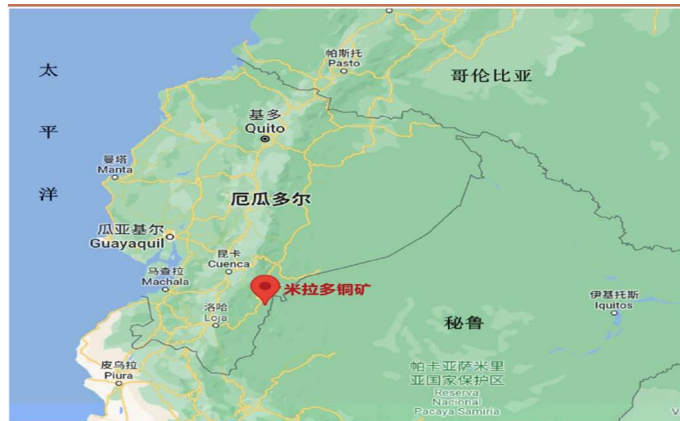 帕斯托
Pasto
哥伦比亚
太
平
洋
基多
Quito
曼塔
Manta
厄瓜多尔
瓜亚基尔
Guayaquil
昆卡
Cuenca
马查拉
Machala
米拉多铜矿
洛哈
Loja
伊基托斯
Iquitos
秘鲁
皮乌拉
Piura
帕卡亚萨米里
亚国家保护区
Reserva
Nacional
Pacaya Samiria
V